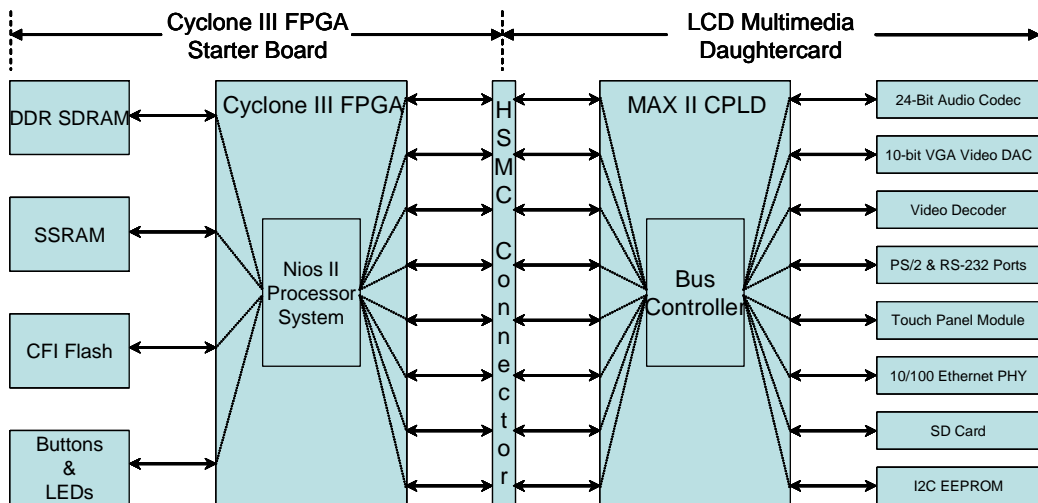 Cyclone III FPGA
Starter Board
LCD Multimedia
Daughtercard
DDR SDRAM
SSRAM
CFI Flash
Buttons
&
LEDs
Cyclone III FPGA
Nios II
Processor
System
HSMC Connector
MAX II CPLD
Bus
Controller
24-Bit Audio Codec
10-bit VGA Video DAC
Video Decoder
PS/2 & RS-232 Ports
Touch Panel Module
10/100 Ethernet PHY
SD Card
I2C EEPROM